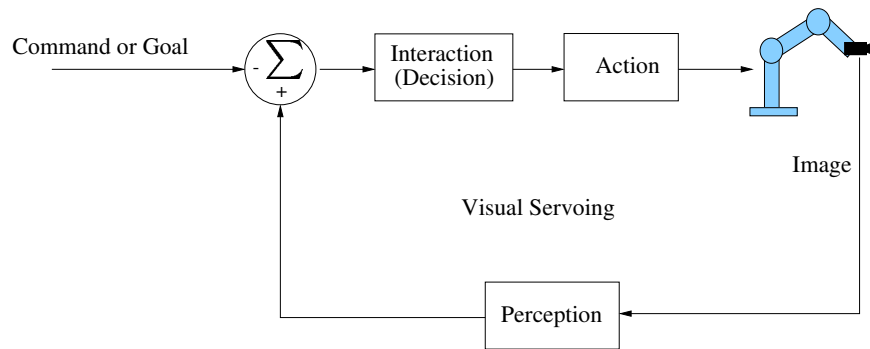 Command or Goal
-
∑
+
Interaction
(Decision)
Action
Image
Visual Servoing
Perception